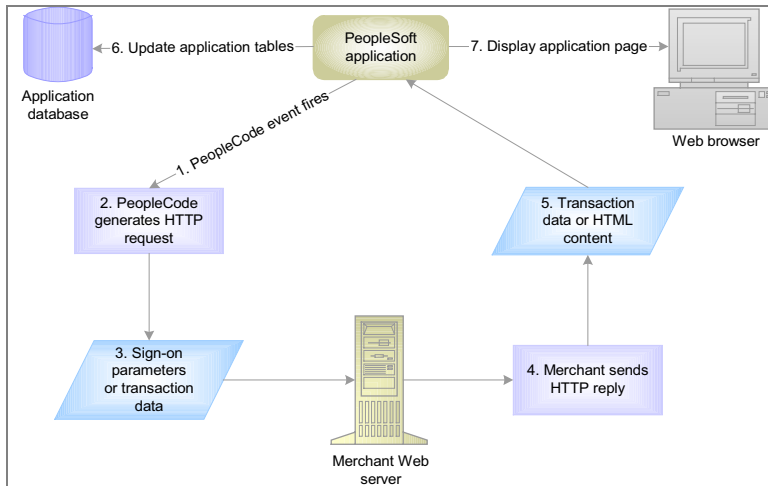 6. Update application tables
PeopleSoft
application
7. Display application page
Application
database
Web browser
1. PeopleCode event fires
2. PeopleCode
generates HTTP
request
3. Sign-on
parameters
or transaction
data
Merchant Web
server
4. Merchant sends
HTTP reply
5. Transaction
data or HTML
content